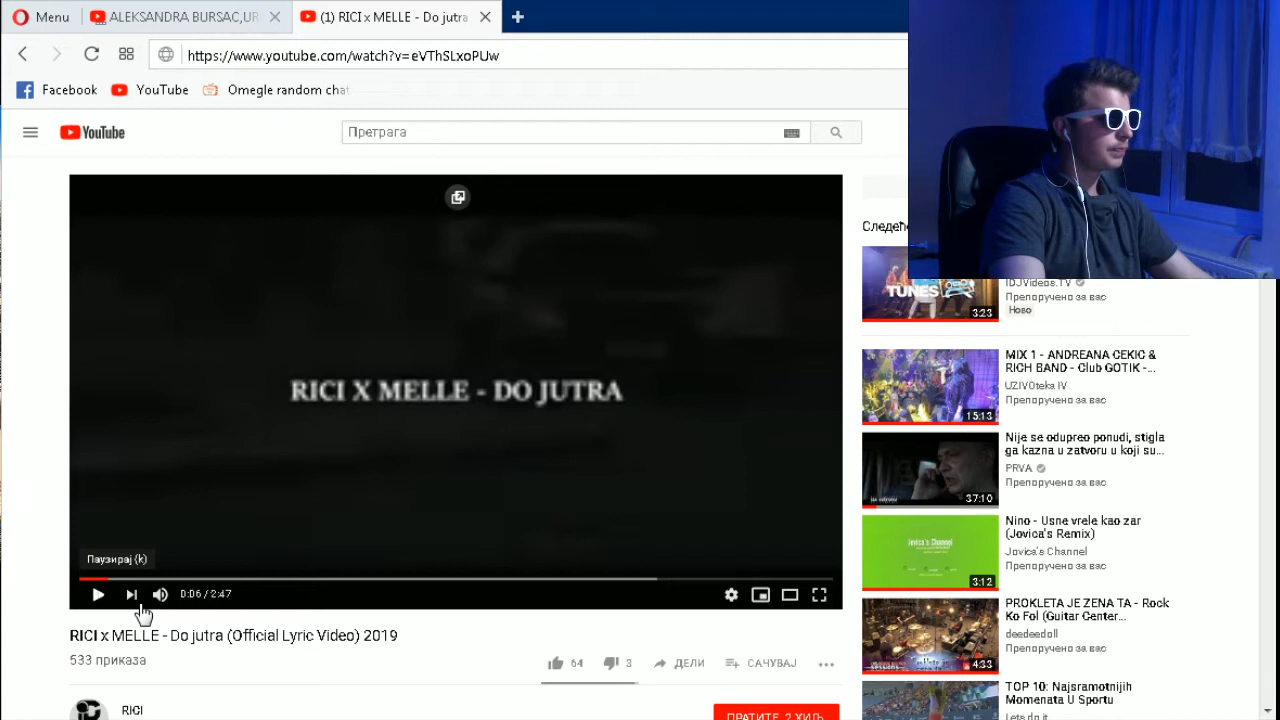 Menu
ALEKSANDRA BURSAC,UR
(1) RICI x MELLE - Do jutra
https://www.youtube.com/watch?v=eVThSLxoPUw
Facebook
YouTube
Omegle random chat
YouTube
Претрага
RICI X MELLE - DO JUTRA
Паузирај (k)
0:06 / 2:47
RICI x MELLE - Do jutra (Official Lyric Video) 2019
533 приказа
64
3
ДЕЛИ
САЧУВАЈ
RICI
ПРАТИТЕ 2 ХИЉ.
Следеће
TUNES
3:23
IDJVideos.TV
Препоручено за вас
Ново
15:13
MIX 1 - ANDREANA CEKIC &
RICH BAND - Club GOTIK -...
UZIVOteka IV
Препоручено за вас
37:10
Nije se odupreo ponudi, stigla
ga kazna u zatvoru u koji su...
PRVA
Препоручено за вас
Jovica's Channel
3:12
Nino - Usne vrele kao zar
(Jovica's Remix)
Jovica's Channel
Препоручено за вас
4:33
PROKLETA JE ZENA TA - Rock
Ko Fol (Guitar Center...
deedeedoll
Препоручено за вас
TOP 10: Najsramotnijih
Momenata U Sportu
Lets do it